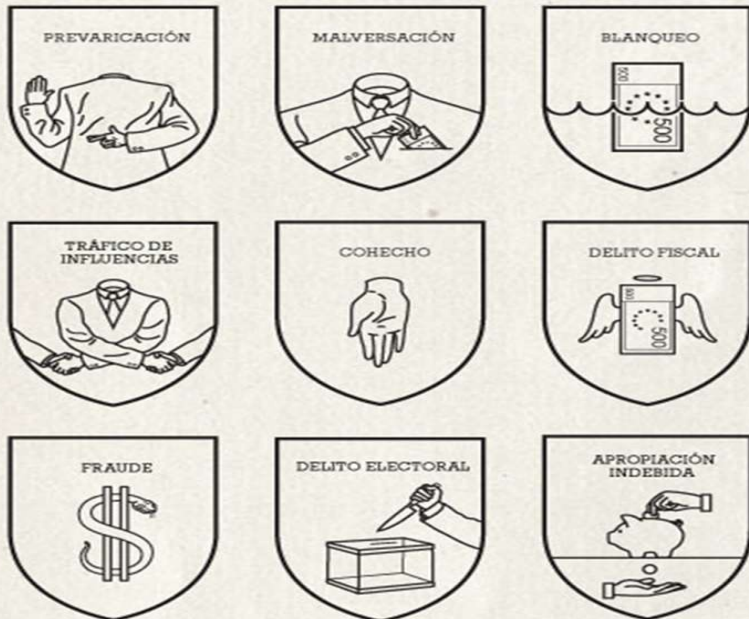 PREVARICACIÓN
MALVERSACIÓN
BLANQUEO
500
500
TRÁFICO DE
INFLUENCIAS
COHECHO
DELITO FISCAL
500
500
FRAUDE
DELITO ELECTORAL
APROPIACIÓN
INDEBIDA